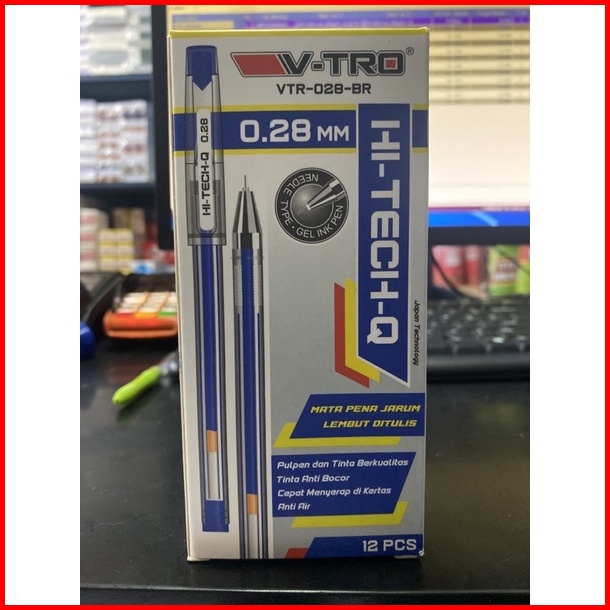 V-TRO®
VTR-028-BR
0.28 MM
HI-TECH-Q
Japan Technology
HI-TECH-Q 0.28
NEEDLE TYPE • GEL INK PEN
MATA PENA JARUM
LEMBUT DITULIS
Pulpen dan Tinta Berkualitas
Tinta Anti Bocor
Cepat Menyerap di Kertas
Anti Air
12 PCS